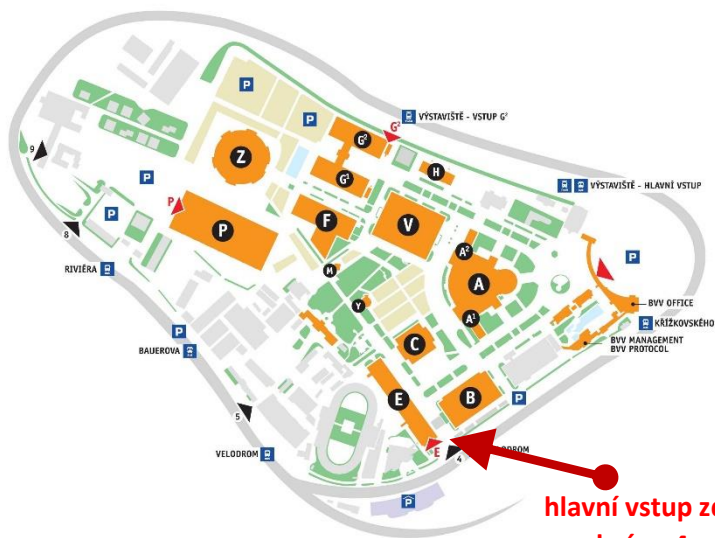 P
VÝSTAVIŠTĚ - VSTUP G²
G²
P
P
G²
9
Z
H
G¹
P
VÝSTAVIŠTĚ - HLAVNÍ VSTUP
P
P
P
F
V
8
A²
P
M
A
RIVIÉRA
BVV OFFICE
Y
A¹
KŘÍŽKOVSKÉHO
P
C
BVV MANAGEMENT
BVV PROTOCOL
BAUEROVA
E
B
P
5
VELODROM
E
4
P
hlavní vstup